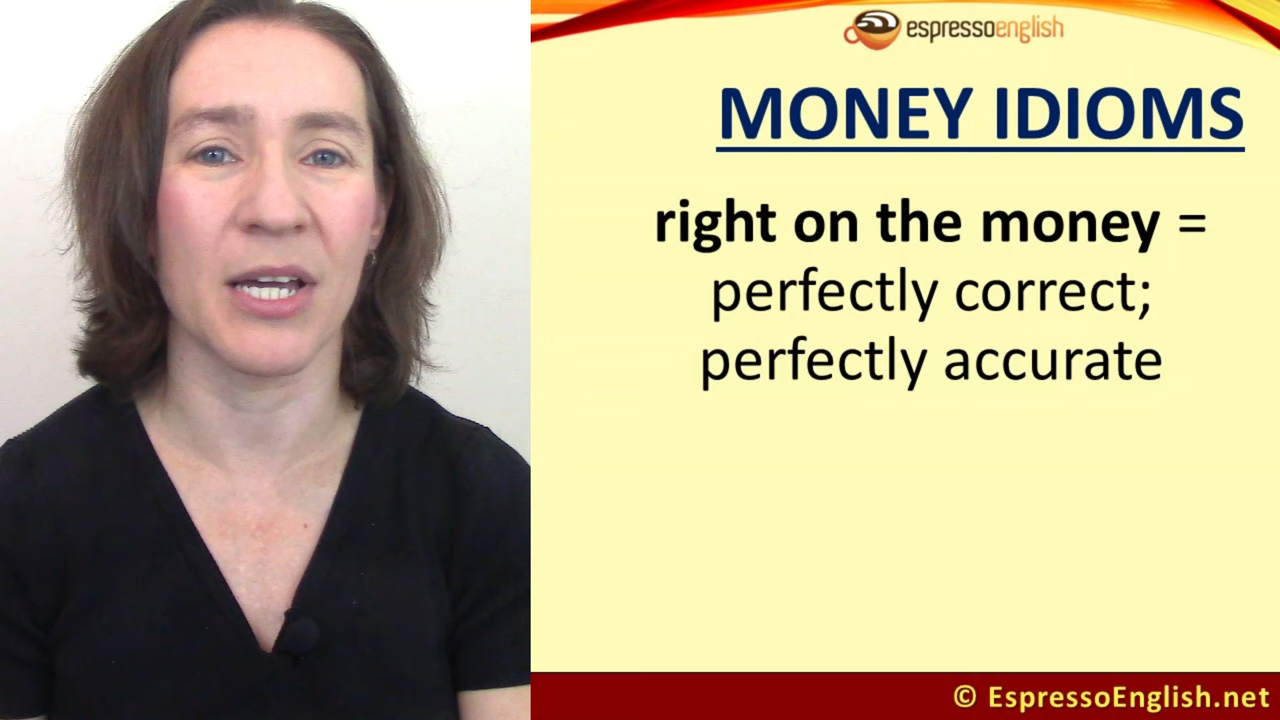 espressoenglish
MONEY IDIOMS
right on the money =
perfectly correct;
perfectly accurate
© EspressoEnglish.net